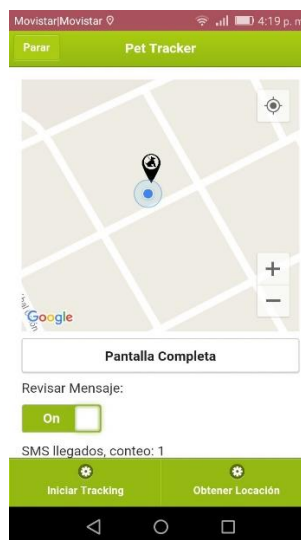 Movistar|Movistar 4:19 p. m
Parar Pet Tracker
Google
Pantalla Completa
Revisar Mensaje:
On
SMS llegados, conteo: 1
Iniciar Tracking Obtener Locación